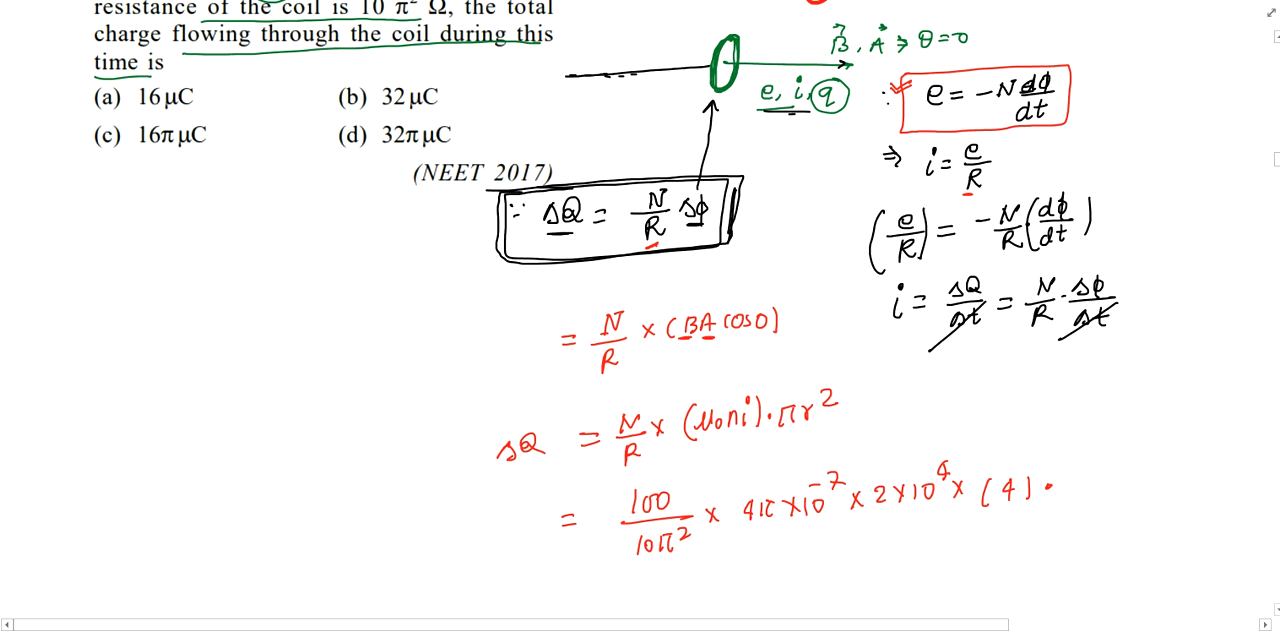 resistance of the coil is 10 π² Ω, the total
charge flowing through the coil during this
time is
(a) 16 μC (b) 32 μC
(c) 16π μC (d) 32π μC
(NEET 2017)
B⃗, A⃗ → θ=0
e, i, q
∵ e = -N dϕ/dt
⇒ i = e/R
(e/R) = -N/R (dϕ/dt)
i = ΔQ/Δt = N/R · Δϕ/Δt
∵ ΔQ = N/R Δϕ
= N/R × (BA cos0)
ΔQ = N/R × (μ₀ni)·πr²
= 100/10π² × 4π×10⁻⁷ × 2×10⁴ × (4) ·